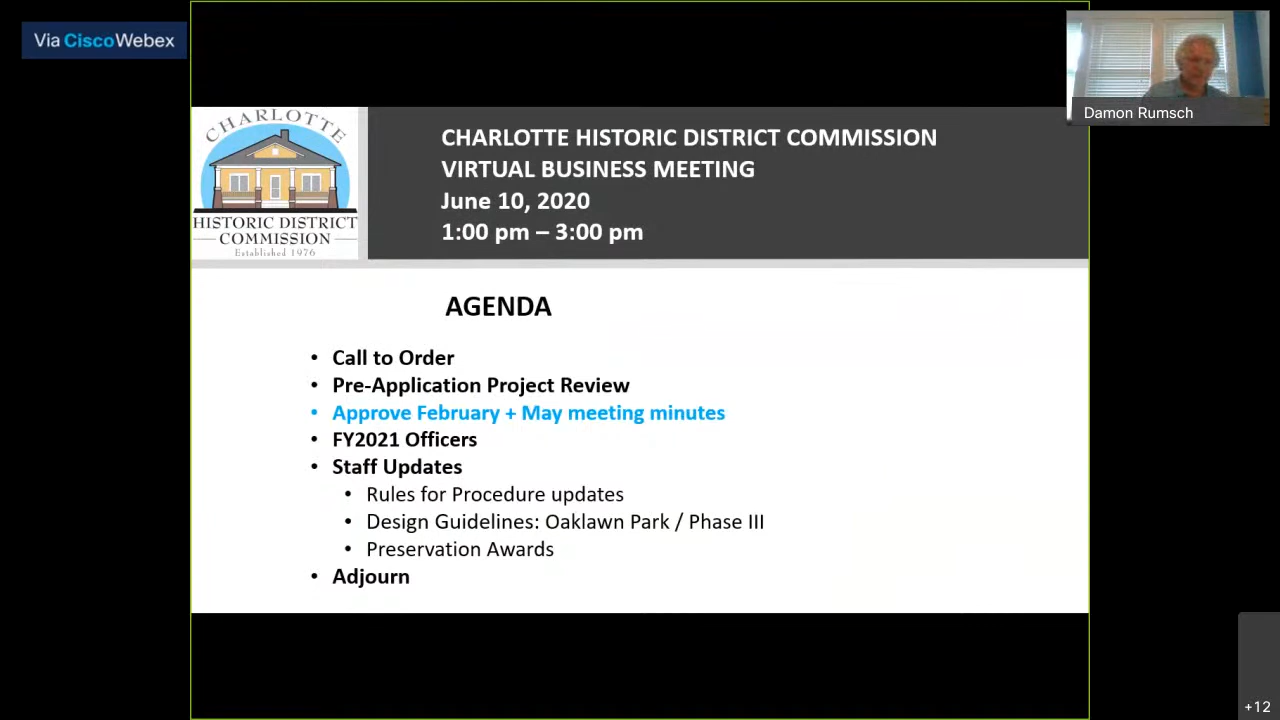 Via CiscoWebex
Damon Rumsch
CHARLOTTE
HISTORIC DISTRICT
COMMISSION
Established 1976
CHARLOTTE HISTORIC DISTRICT COMMISSION
VIRTUAL BUSINESS MEETING
June 10, 2020
1:00 pm – 3:00 pm
AGENDA
• Call to Order
• Pre-Application Project Review
• Approve February + May meeting minutes
• FY2021 Officers
• Staff Updates
• Rules for Procedure updates
• Design Guidelines: Oaklawn Park / Phase III
• Preservation Awards
• Adjourn
+12